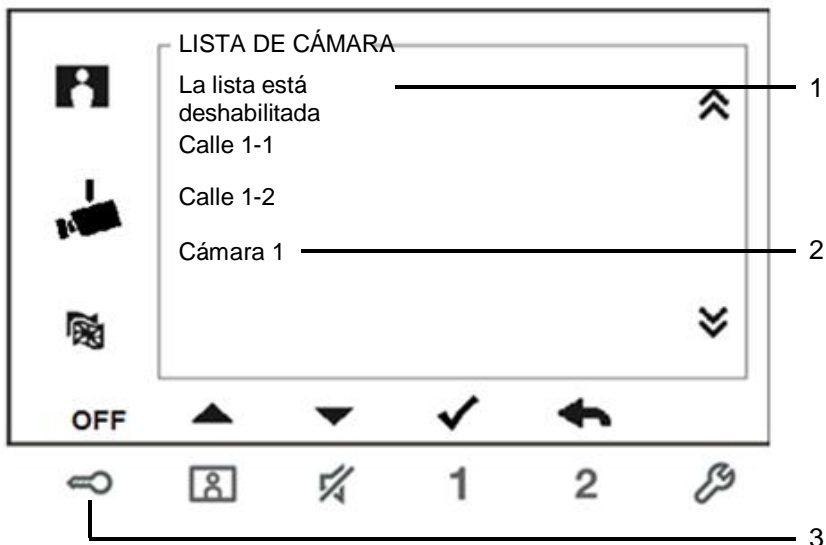 LISTA DE CÁMARA
La lista está
deshabilitada
1
Calle 1-1
Calle 1-2
Cámara 1
2
OFF
1
2
3